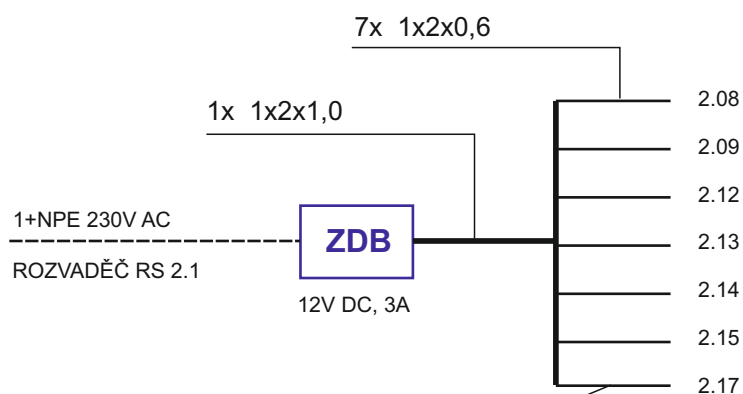 7x 1x2x0,6
1x 1x2x1,0
2.08
2.09
2.12
2.13
2.14
2.15
2.17
1+NPE 230V AC
ROZVADĚČ RS 2.1
ZDB
12V DC, 3A